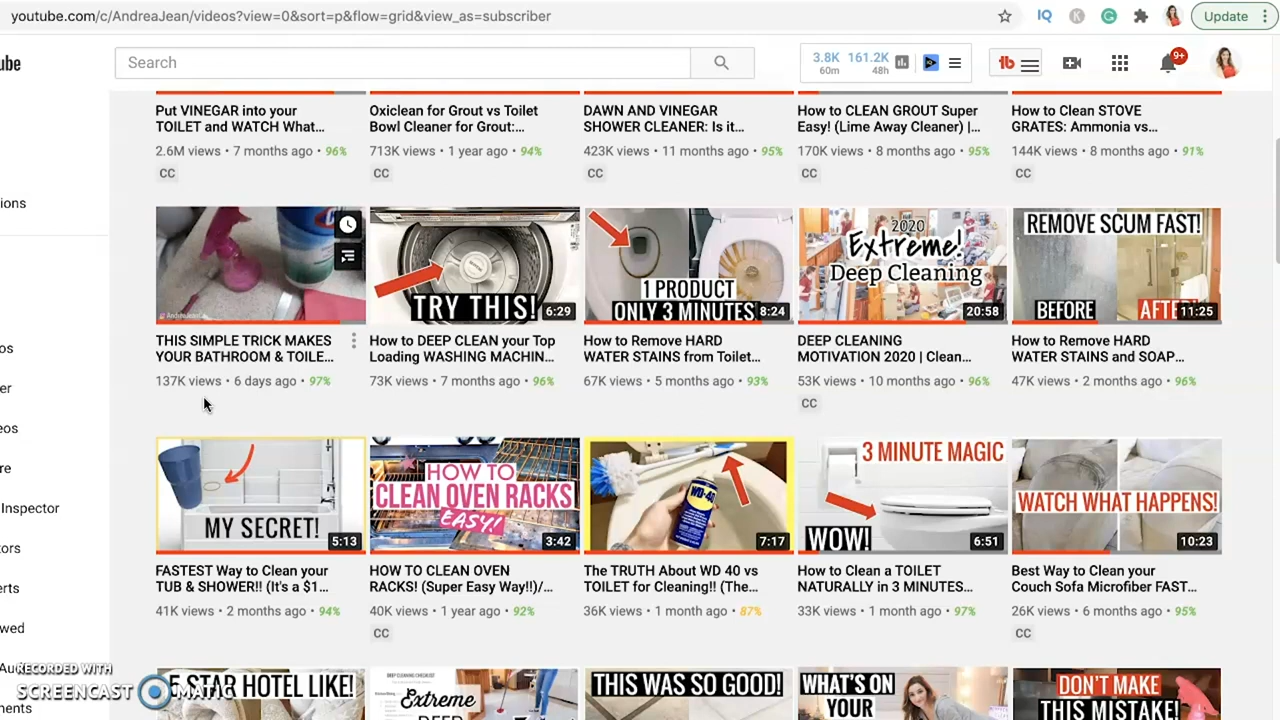 youtube.com/c/AndreaJean/videos?view=0&sort=p&flow=grid&view_as=subscriber
Update
ube
Search
3.8K 161.2K
60m 48h
9+
Put VINEGAR into your
TOILET and WATCH What...
2.6M views • 7 months ago • 96%
CC
Oxiclean for Grout vs Toilet
Bowl Cleaner for Grout:...
713K views • 1 year ago • 94%
CC
DAWN AND VINEGAR
SHOWER CLEANER: Is it...
423K views • 11 months ago • 95%
CC
How to CLEAN GROUT Super
Easy! (Lime Away Cleaner) |...
170K views • 8 months ago • 95%
CC
How to Clean STOVE
GRATES: Ammonia vs...
144K views • 8 months ago • 91%
CC
ions
@AndreaJean
THIS SIMPLE TRICK MAKES
YOUR BATHROOM & TOILE...
137K views • 6 days ago • 97%
TRY THIS!
6:29
How to DEEP CLEAN your Top
Loading WASHING MACHIN...
73K views • 7 months ago • 96%
1 PRODUCT
ONLY 3 MINUTES
8:24
How to Remove HARD
WATER STAINS from Toilet...
67K views • 5 months ago • 93%
2020
Extreme!
Deep Cleaning
20:58
DEEP CLEANING
MOTIVATION 2020 | Clean...
53K views • 10 months ago • 96%
CC
REMOVE SCUM FAST!
BEFORE
AFTER
11:25
How to Remove HARD
WATER STAINS and SOAP...
47K views • 2 months ago • 96%
os
er
eos
re
Inspector
tors
erts
wed
Au
s
MY SECRET!
5:13
FASTEST Way to Clean your
TUB & SHOWER!! (It's a $1...
41K views • 2 months ago • 94%
HOW TO
CLEAN OVEN
RACKS
EASY!
3:42
HOW TO CLEAN OVEN
RACKS! (Super Easy Way!!)/...
40K views • 1 year ago • 92%
CC
WD-40
7:17
The TRUTH About WD 40 vs
TOILET for Cleaning!! (The...
36K views • 1 month ago • 87%
3 MINUTE MAGIC
WOW!
6:51
How to Clean a TOILET
NATURALLY in 3 MINUTES...
33K views • 1 month ago • 97%
WATCH WHAT HAPPENS!
10:23
Best Way to Clean your
Couch Sofa Microfiber FAST...
26K views • 6 months ago • 95%
CC
5 STAR HOTEL LIKE!
DEEP CLEANING CHECKLIST
Extreme
DEEP
THIS WAS SO GOOD!
WHAT'S ON
YOUR
DON'T MAKE
THIS MISTAKE!
RECORDED WITH
SCREENCAST MATIC